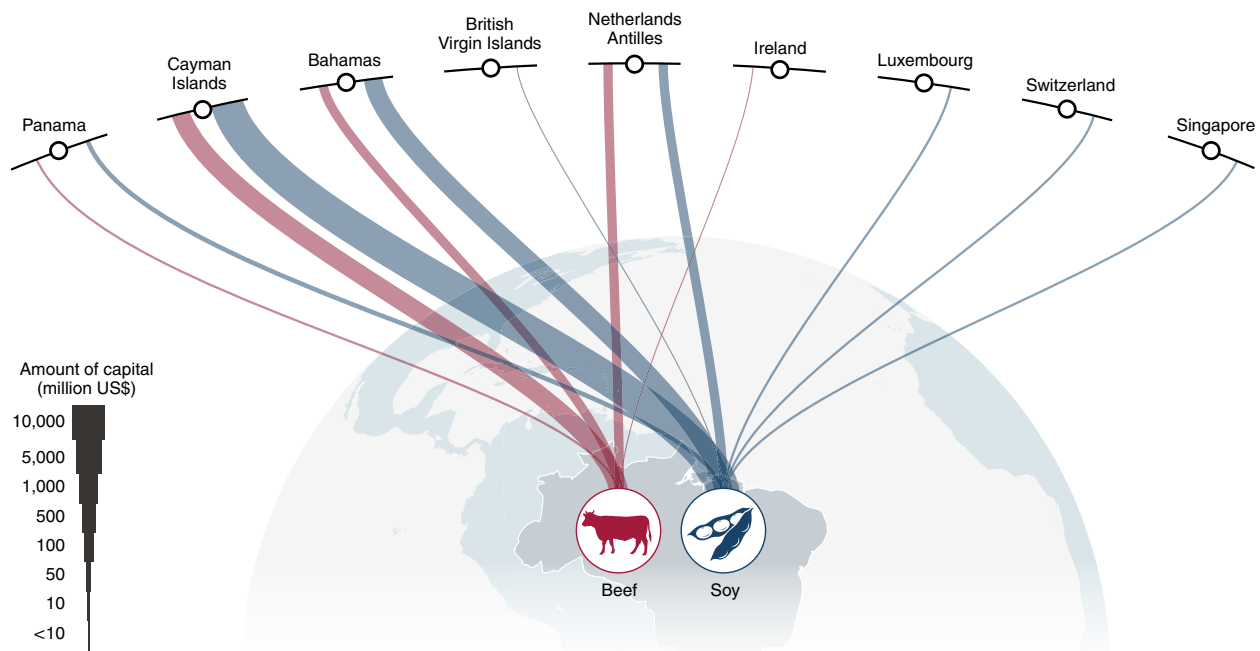 Panama
Cayman
Islands
Bahamas
British
Virgin Islands
Netherlands
Antilles
Ireland
Luxembourg
Switzerland
Singapore
Amount of capital
(million US$)
10,000
5,000
1,000
500
100
50
10
<10
Beef
Soy